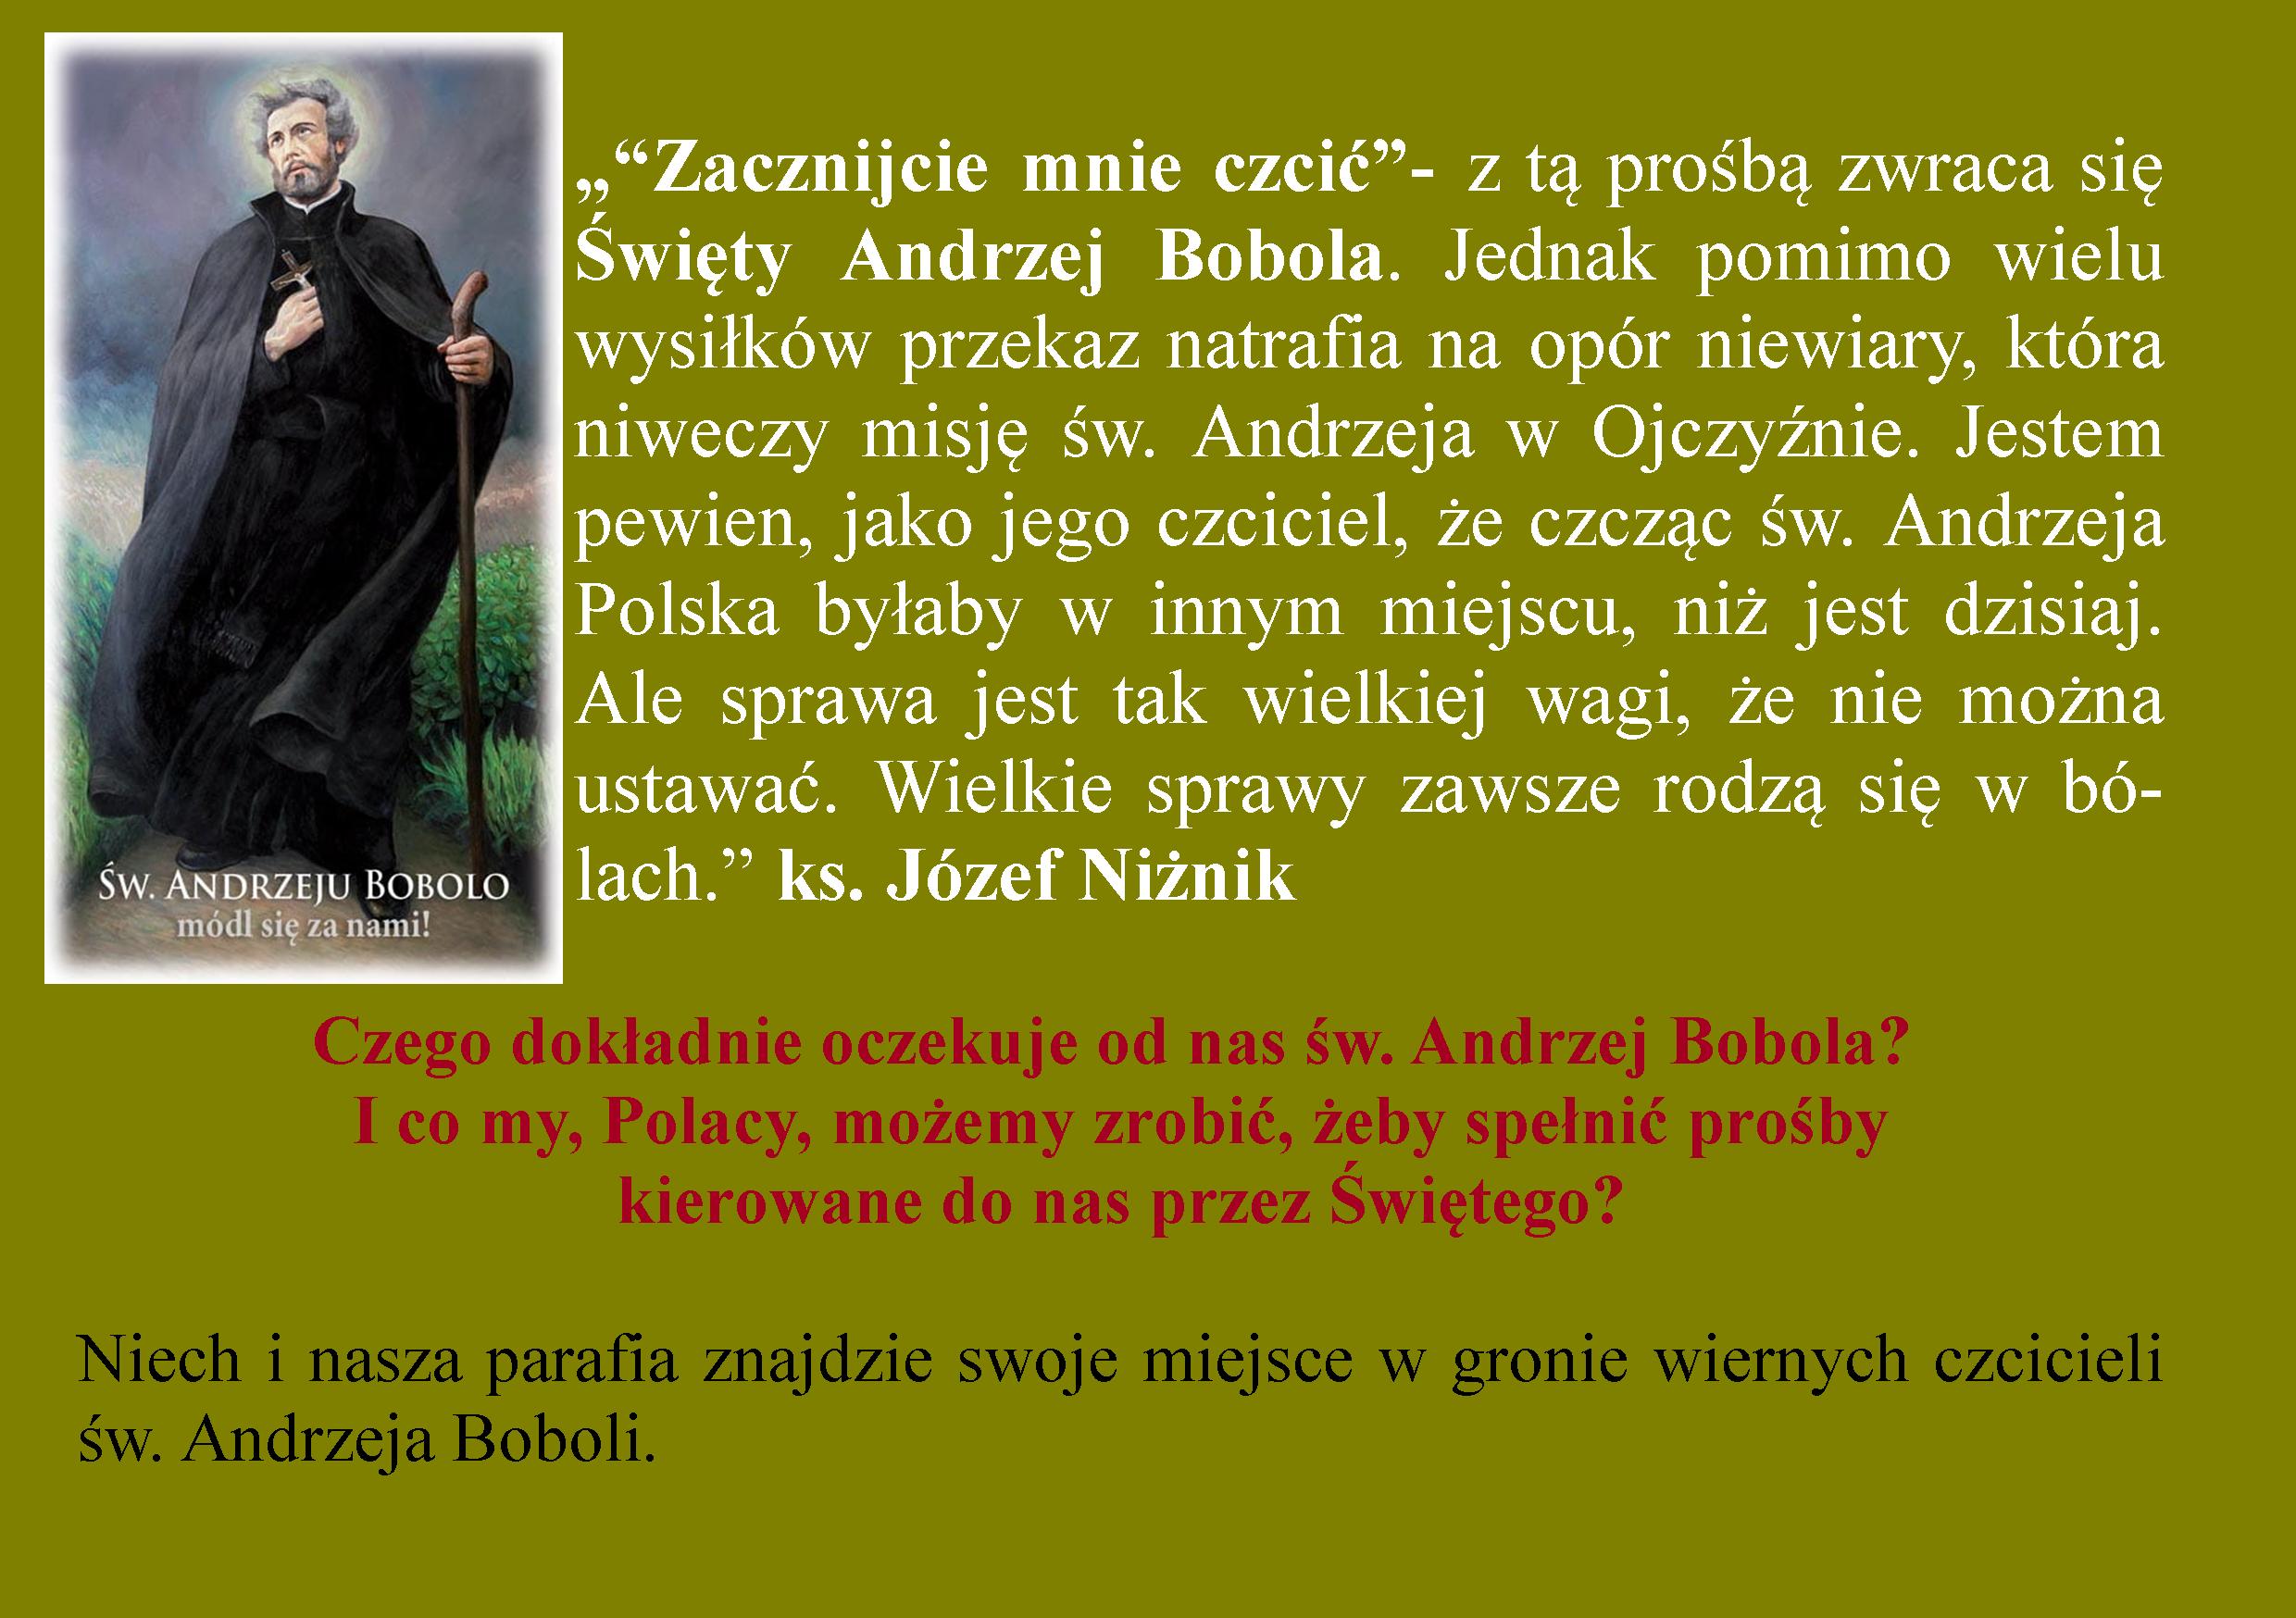 „“Zacznijcie mnie czcić”- z tą prośbą zwraca się
Święty Andrzej Bobola. Jednak pomimo wielu
wysiłków przekaz natrafia na opór niewiary, która
niweczy misję św. Andrzeja w Ojczyźnie. Jestem
pewien, jako jego czciciel, że czcząc św. Andrzeja
Polska byłaby w innym miejscu, niż jest dzisiaj.
Ale sprawa jest tak wielkiej wagi, że nie można
ustawać. Wielkie sprawy zawsze rodzą się w bó-
lach.” ks. Józef Niżnik
ŚW. ANDRZEJU BOBOLO
módl się za nami!
Czego dokładnie oczekuje od nas św. Andrzej Bobola?
I co my, Polacy, możemy zrobić, żeby spełnić prośby
kierowane do nas przez Świętego?
Niech i nasza parafia znajdzie swoje miejsce w gronie wiernych czcicieli
św. Andrzeja Boboli.